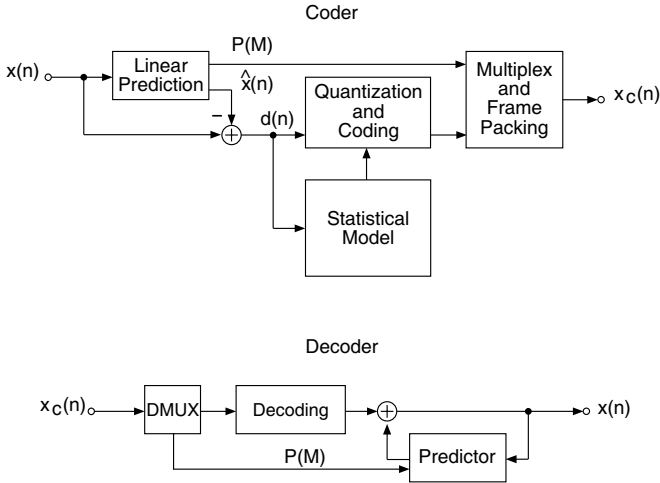 Coder
P(M)
x(n)
Linear
Prediction
x̂(n)
−
d(n)
Quantization
and
Coding
Multiplex
and
Frame
Packing
x_C(n)
Statistical
Model
Decoder
x_C(n)
DMUX
Decoding
x(n)
P(M)
Predictor